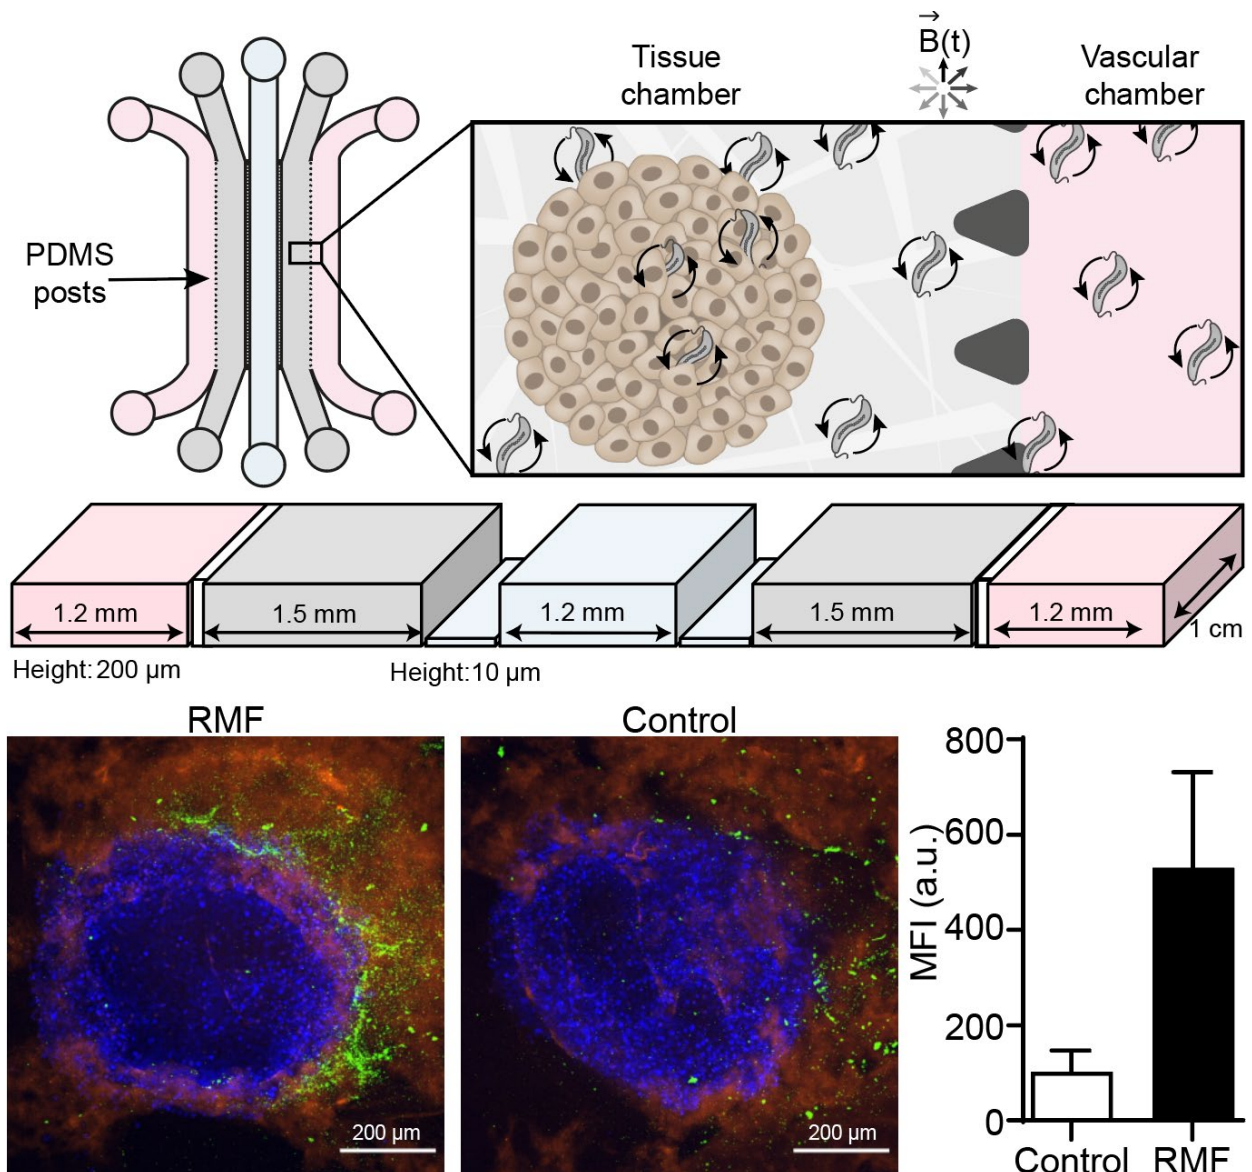 Tissue
chamber
B(t)
Vascular
chamber
PDMS
posts
1.2 mm
1.5 mm
1.2 mm
1.5 mm
1.2 mm
1 cm
Height: 200 μm
Height: 10 μm
RMF
Control
200 μm
200 μm
MFI (a.u.)
800
600
400
200
0
Control
RMF